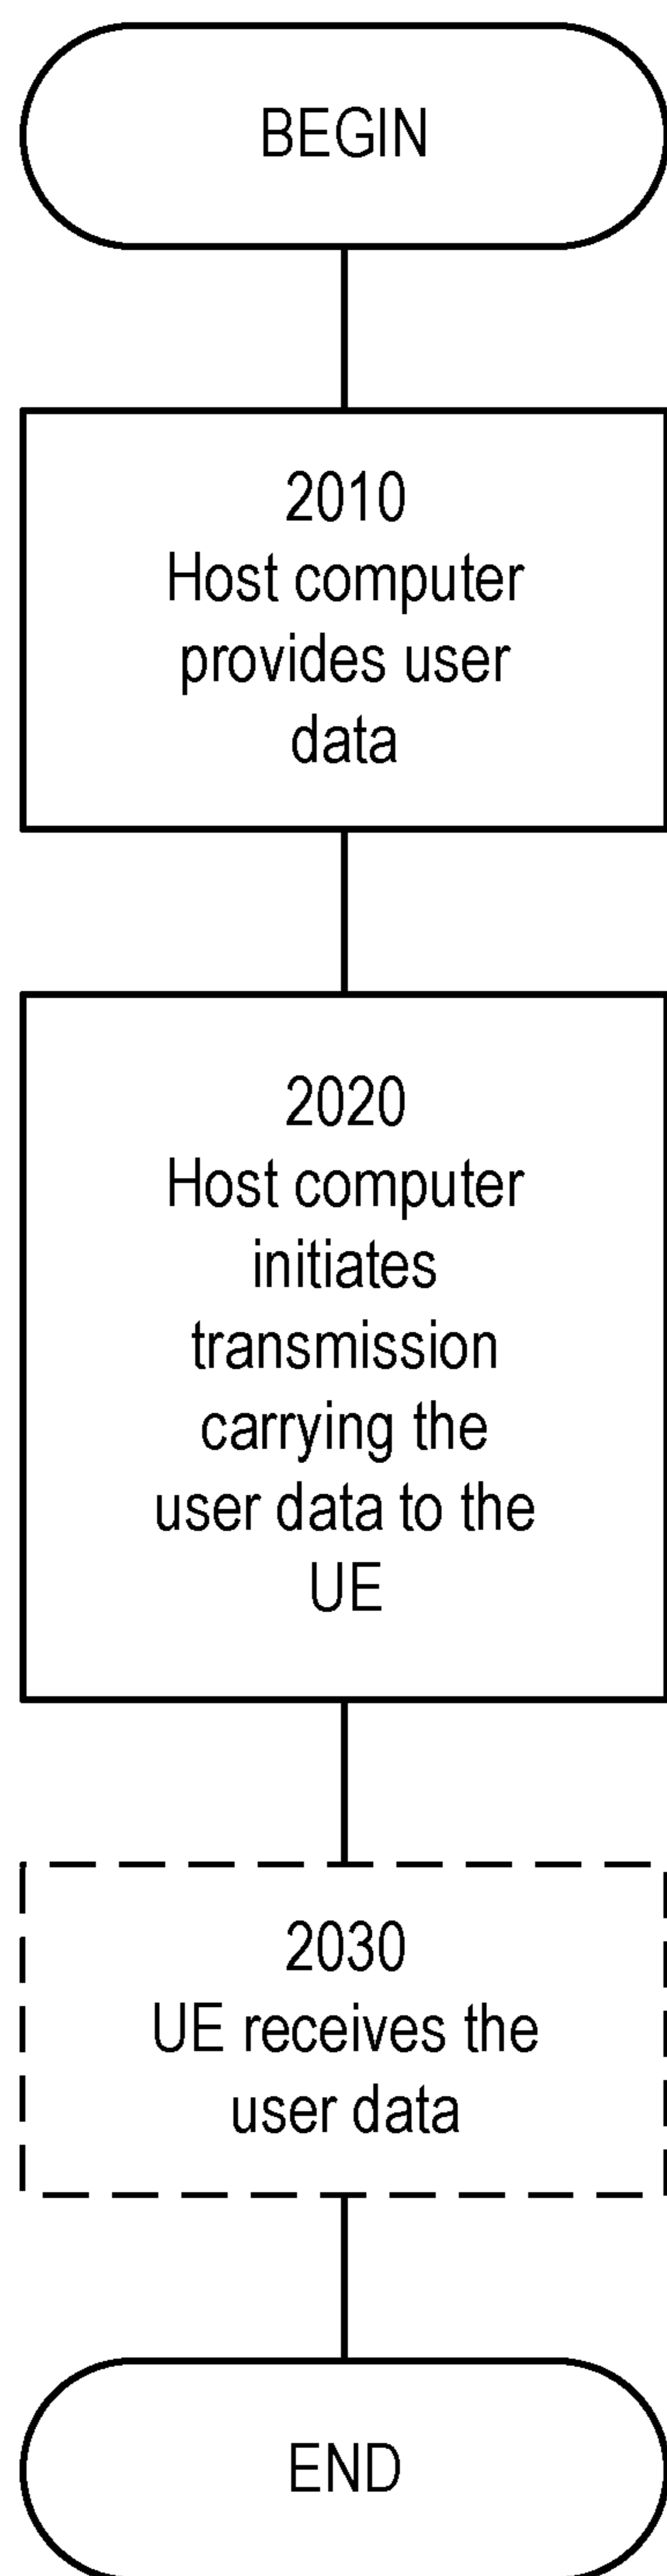 BEGIN
2010
Host computer
provides user
data
2020
Host computer
initiates
transmission
carrying the
user data to the
UE
2030
UE receives the
user data
END